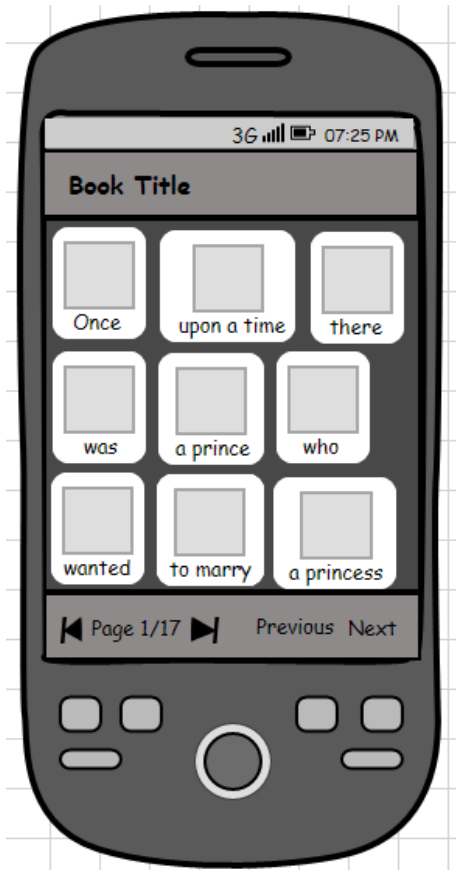 3G 07:25 PM
Book Title
Once upon a time there
was a prince who
wanted to marry a princess
Page 1/17 Previous Next